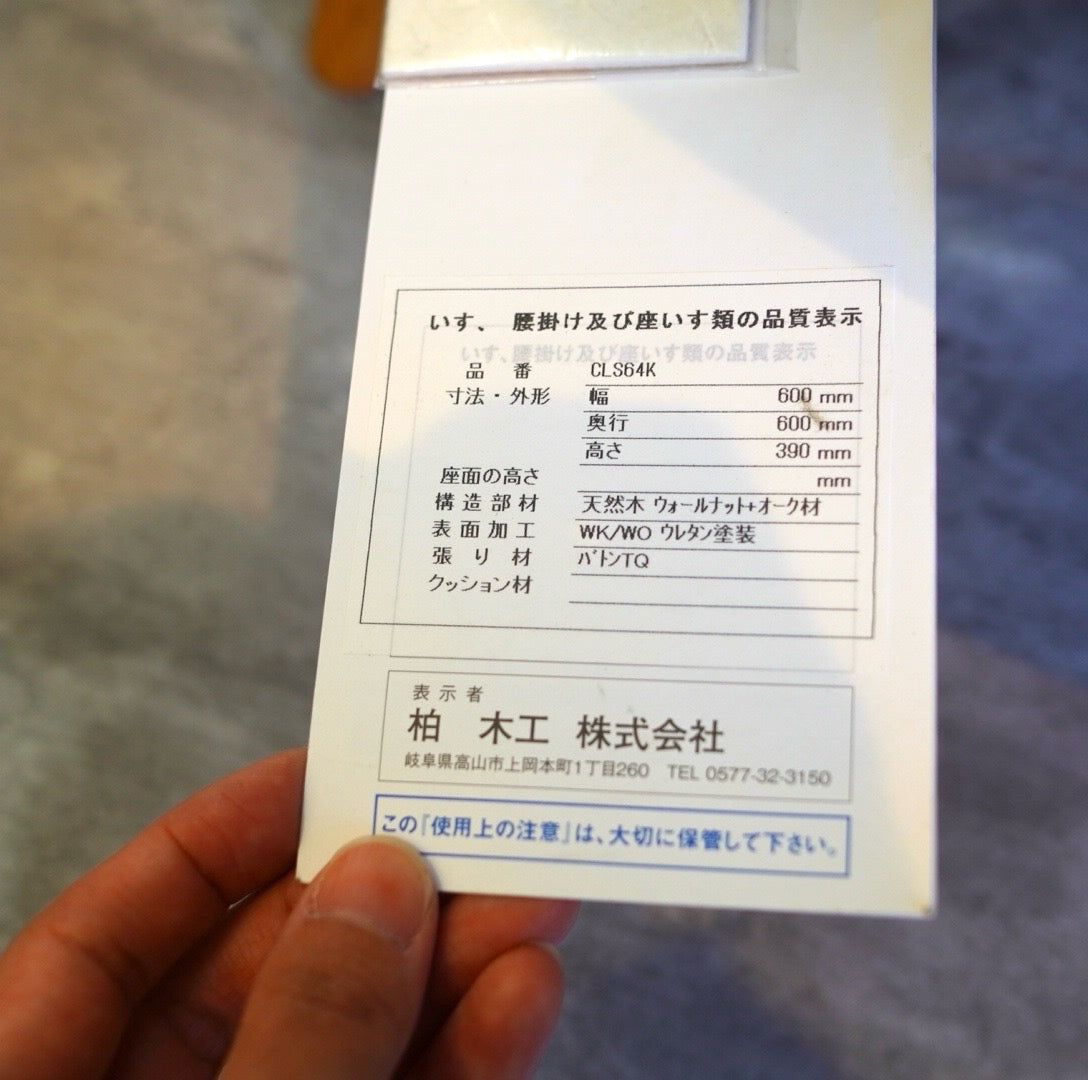 いす、 腰掛け及び座いす類の品質表示
いす、腰掛け及び座いす類の品質表示
品 番 CLS64K
寸法・外形 幅 600 mm
奥行 600 mm
高さ 390 mm
座面の高さ mm
構造部材 天然木 ウォールナット+オーク材
表面加工 WK/WO ウレタン塗装
張り材 バトンTQ
クッション材
表示者
柏 木工 株式会社
岐阜県高山市上岡本町1丁目260 TEL 0577-32-3150
この『使用上の注意』は、大切に保管して下さい。